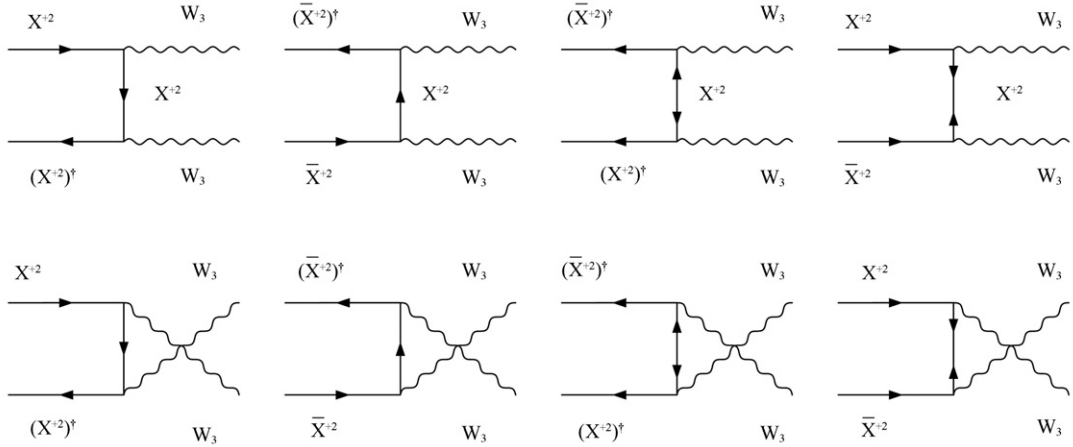 X⁺² W₃ (X̅⁺²)† W₃ (X̅⁺²)† W₃ X⁺² W₃
X⁺² X⁺² X⁺² X⁺²
(X⁺²)† W₃ X̅⁺² W₃ (X⁺²)† W₃ X̅⁺² W₃
X⁺² W₃ (X̅⁺²)† W₃ (X̅⁺²)† W₃ X⁺² W₃
(X⁺²)† W₃ X̅⁺² W₃ (X⁺²)† W₃ X̅⁺² W₃